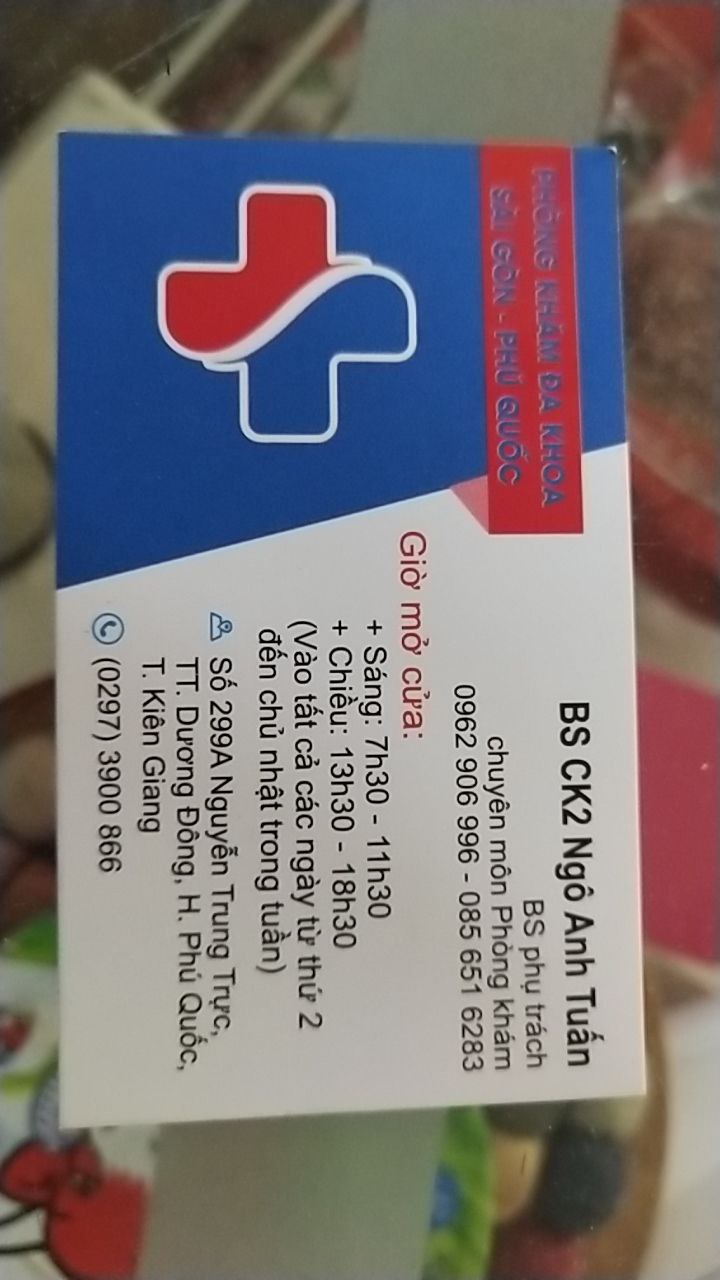 PHÒNG KHÁM ĐA KHOA
SÀI GÒN - PHÚ QUỐC
BS CK2 Ngô Anh Tuấn
BS phụ trách
chuyên môn Phòng khám
0962 906 996 - 085 651 6283
Giờ mở cửa:
+ Sáng: 7h30 - 11h30
+ Chiều: 13h30 - 18h30
(Vào tất cả các ngày từ thứ 2
đến chủ nhật trong tuần)
Số 299A Nguyễn Trung Trực,
TT. Dương Đông, H. Phú Quốc,
T. Kiên Giang
(0297) 3900 866